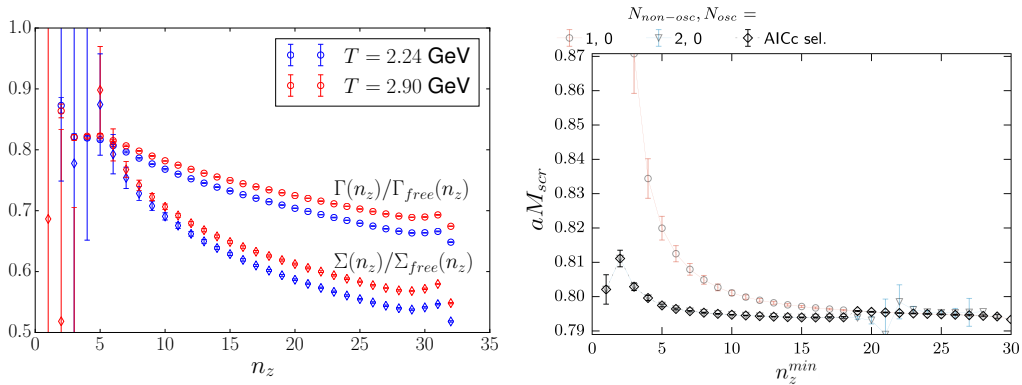 1.0
0.9
0.8
0.7
0.6
0.5
0 5 10 15 20 25 30 35
n_z
T = 2.24 GeV
T = 2.90 GeV
Γ(n_z)/Γ_free(n_z)
Σ(n_z)/Σ_free(n_z)
N_non−osc, N_osc =
1, 0 2, 0 AICc sel.
0.87
0.86
0.85
0.84
0.83
0.82
0.81
0.80
0.79
aM_scr
0 5 10 15 20 25 30
n_z^min